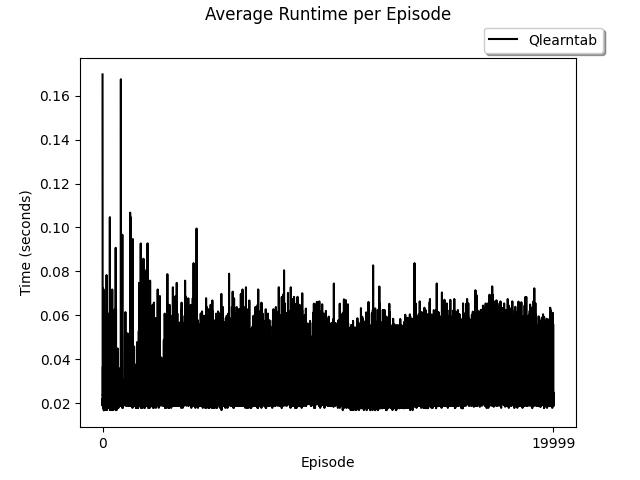 Average Runtime per Episode
Qlearntab
0.16
0.14
0.12
0.10
0.08
0.06
0.04
0.02
Time (seconds)
0 19999
Episode